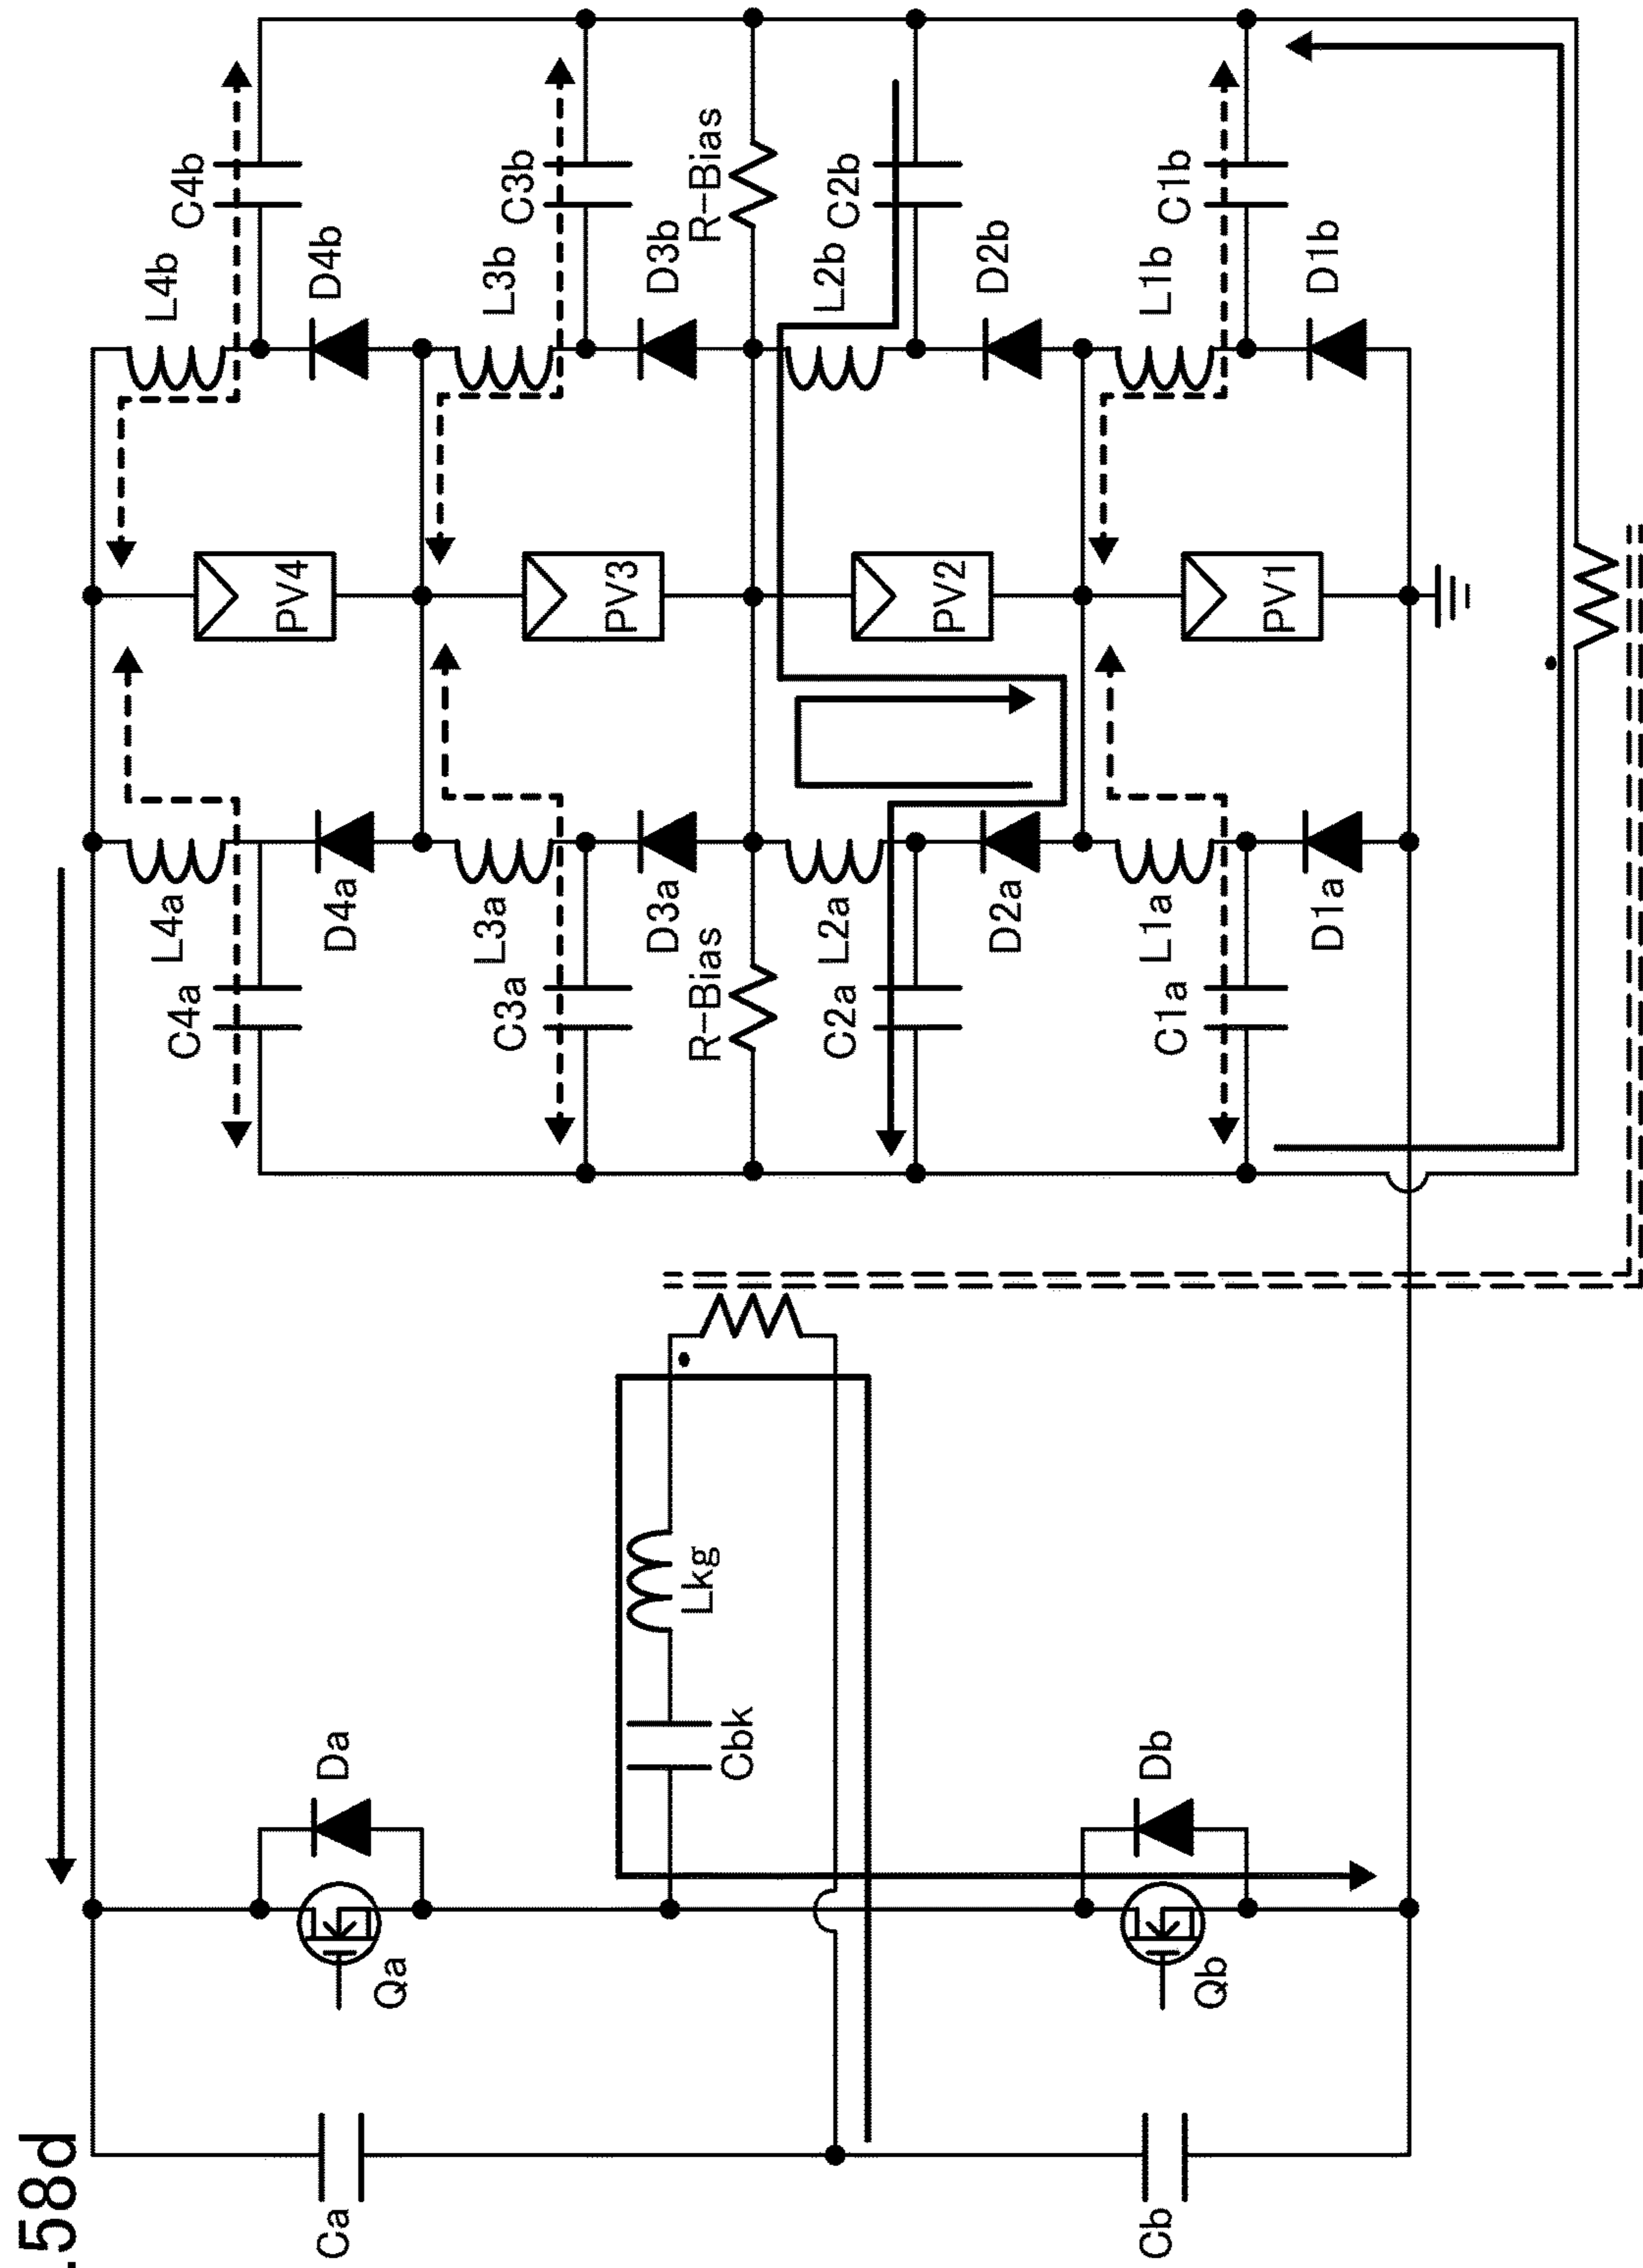 .58d
Ca
Cb
Qa
Qb
Da
Db
Cbk
Lkg
C4a
C3a
R-Bias
C2a
C1a
L4a
D4a
L3a
D3a
L2a
D2a
L1a
D1a
PV4
PV3
PV2
PV1
L4b
D4b
L3b
D3b
L2b
D2b
L1b
D1b
C4b
C3b
R-Bias
C2b
C1b